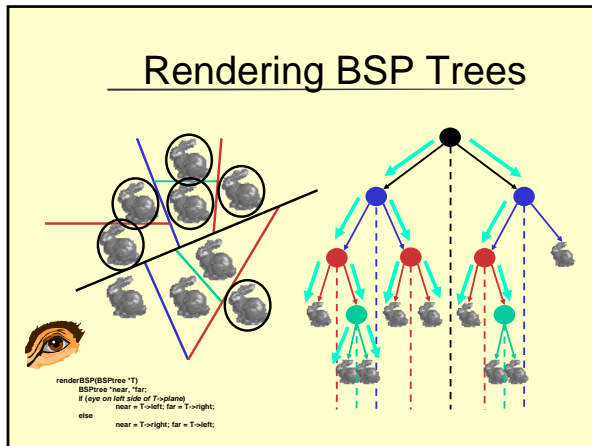 Rendering BSP Trees
renderBSP(BSPtree *T)
BSPtree *near, *far;
if (eye on left side of T->plane)
near = T->left; far = T->right;
else
near = T->right; far = T->left;